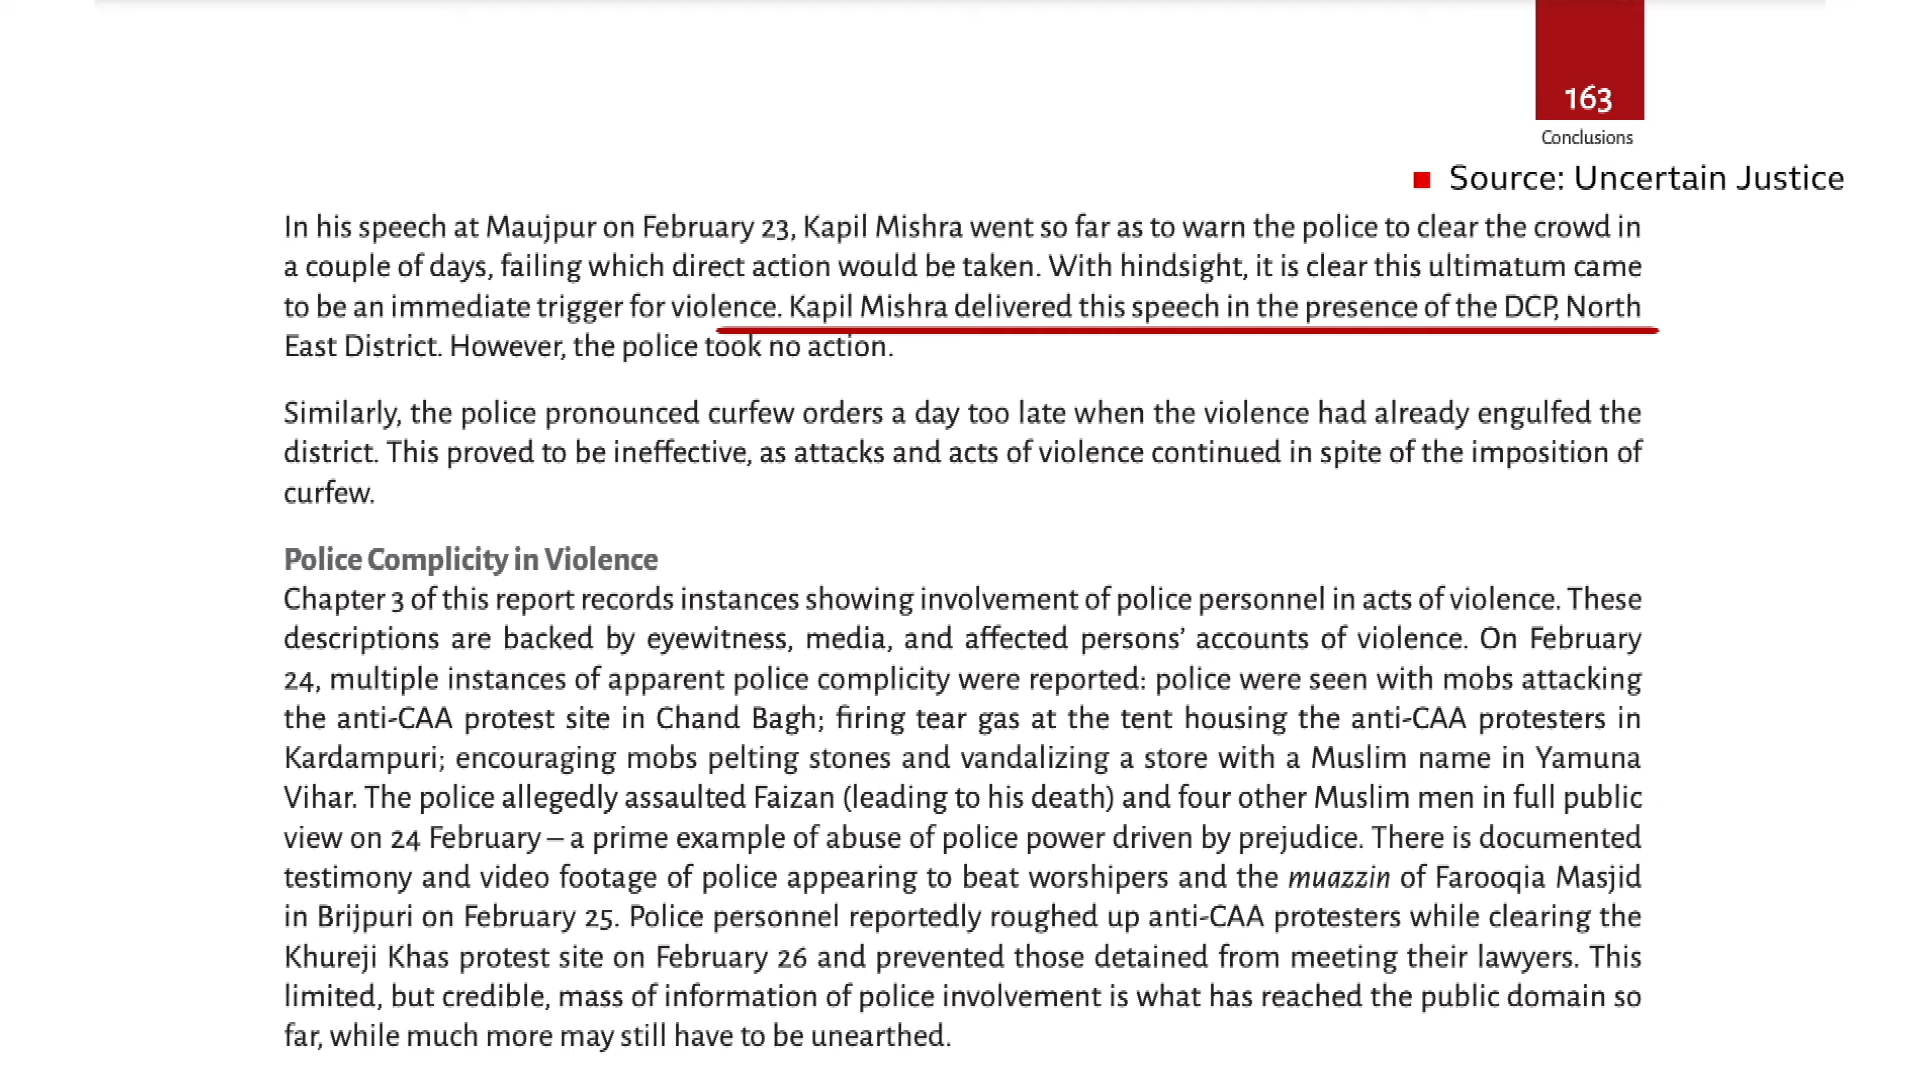 163
Conclusions
Source: Uncertain Justice
In his speech at Maujpur on February 23, Kapil Mishra went so far as to warn the police to clear the crowd in
a couple of days, failing which direct action would be taken. With hindsight, it is clear this ultimatum came
to be an immediate trigger for violence. Kapil Mishra delivered this speech in the presence of the DCP, North
East District. However, the police took no action.
Similarly, the police pronounced curfew orders a day too late when the violence had already engulfed the
district. This proved to be ineffective, as attacks and acts of violence continued in spite of the imposition of
curfew.
Police Complicity in Violence
Chapter 3 of this report records instances showing involvement of police personnel in acts of violence. These
descriptions are backed by eyewitness, media, and affected persons’ accounts of violence. On February
24, multiple instances of apparent police complicity were reported: police were seen with mobs attacking
the anti-CAA protest site in Chand Bagh; firing tear gas at the tent housing the anti-CAA protesters in
Kardampuri; encouraging mobs pelting stones and vandalizing a store with a Muslim name in Yamuna
Vihar. The police allegedly assaulted Faizan (leading to his death) and four other Muslim men in full public
view on 24 February – a prime example of abuse of police power driven by prejudice. There is documented
testimony and video footage of police appearing to beat worshipers and the muazzin of Farooqia Masjid
in Brijpuri on February 25. Police personnel reportedly roughed up anti-CAA protesters while clearing the
Khureji Khas protest site on February 26 and prevented those detained from meeting their lawyers. This
limited, but credible, mass of information of police involvement is what has reached the public domain so
far, while much more may still have to be unearthed.